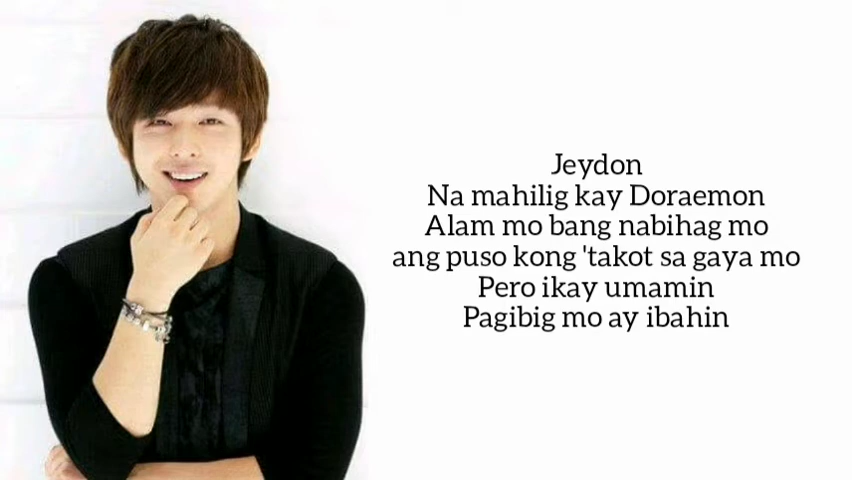 Jeydon
Na mahilig kay Doraemon
Alam mo bang nabihag mo
ang puso kong 'takot sa gaya mo
Pero ikay umamin
Pagibig mo ay ibahin